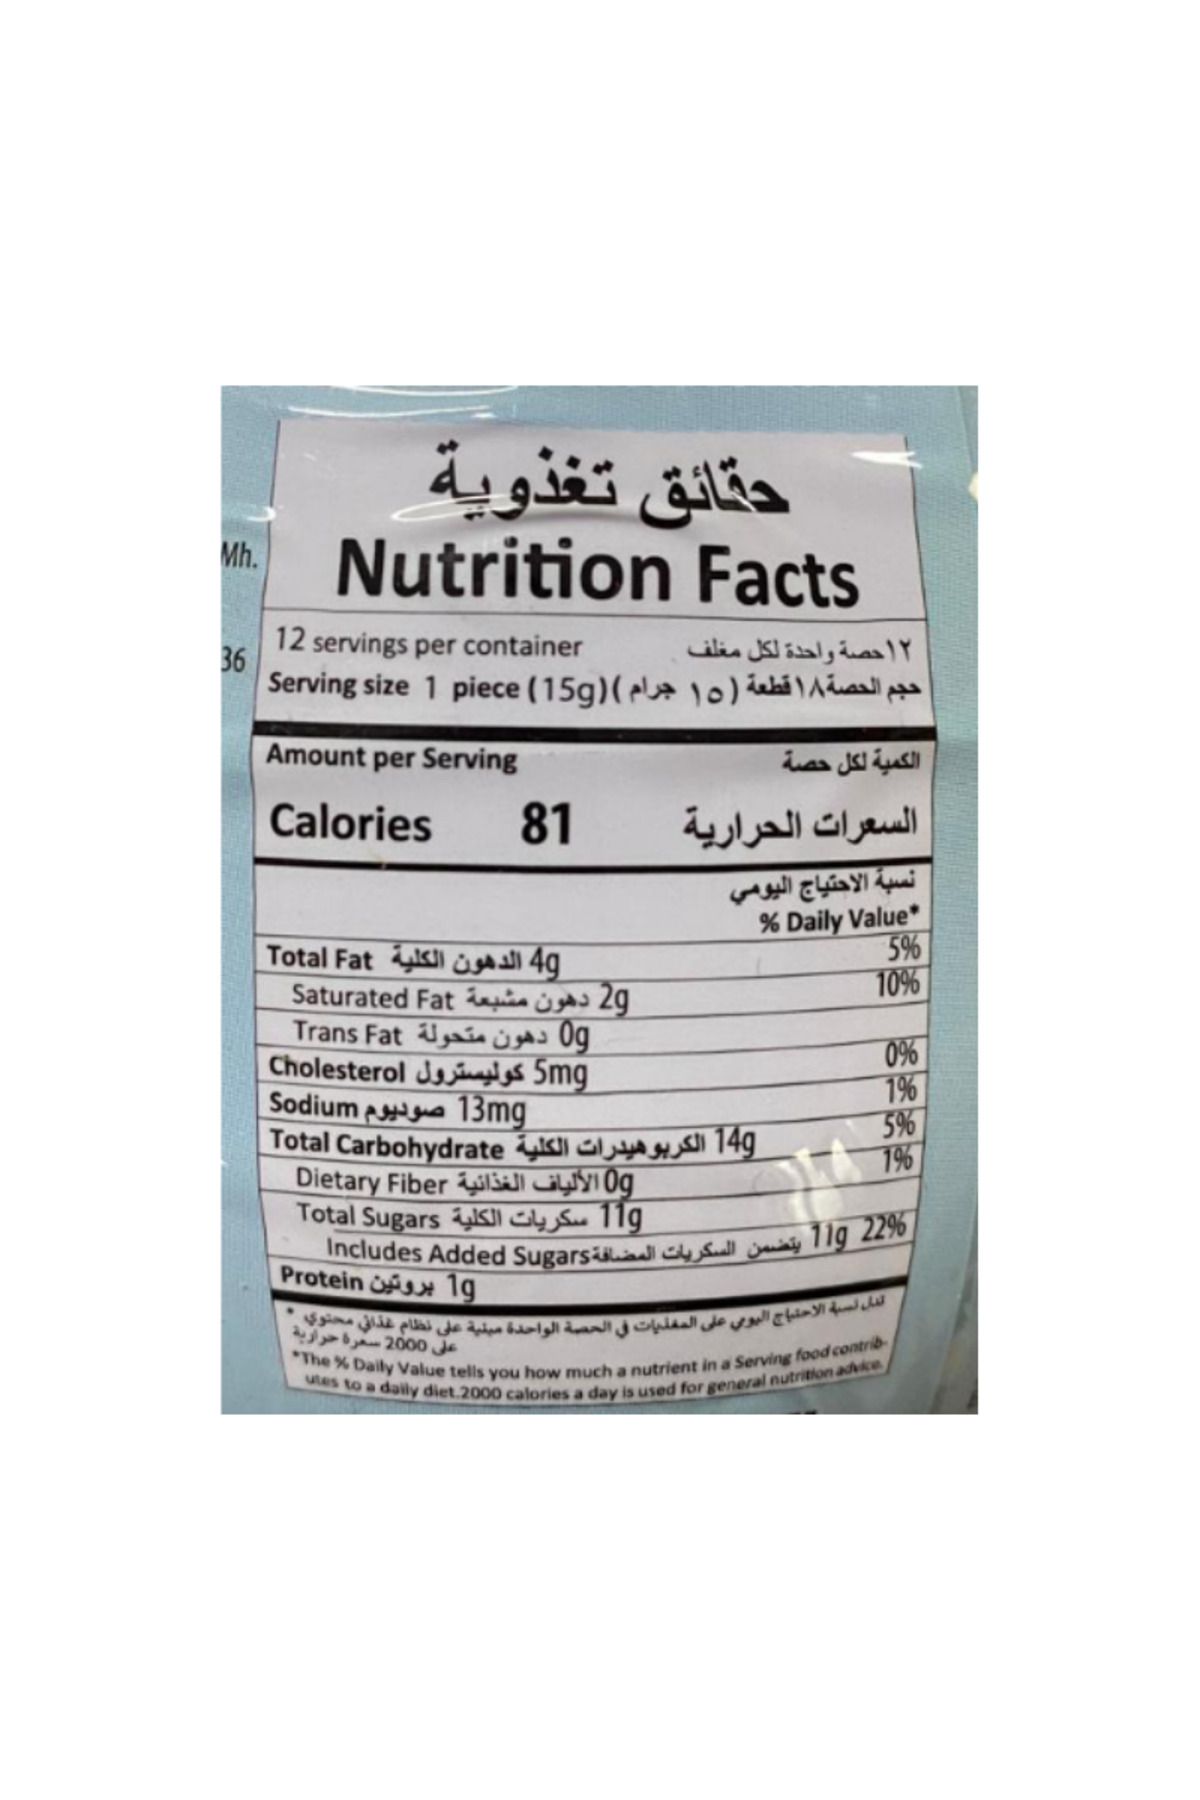 حقائق تغذوية
Nutrition Facts
Mh.
36
12 servings per container ١٢حصة واحدة لكل مغلف
Serving size 1 piece (15g) حجم الحصة١٨قطعة (١٥ جرام)
Amount per Serving الكمية لكل حصة
Calories 81 السعرات الحرارية
نسبة الاحتياج اليومي
% Daily Value*
Total Fat الدهون الكلية 4g 5%
Saturated Fat دهون مشبعة 2g 10%
Trans Fat دهون متحولة 0g
Cholesterol كوليسترول 5mg 0%
Sodium صوديوم 13mg 1%
Total Carbohydrate الكربوهيدرات الكلية 14g 5%
Dietary Fiber الألياف الغذائية 0g 1%
Total Sugars سكريات الكلية 11g
Includes Added Sugars يتضمن السكريات المضافة 11g 22%
Protein بروتين 1g
* تدل نسبة الاحتياج اليومي على المغذيات في الحصة الواحدة مبنية على نظام غذائي محتوي
على 2000 سعرة حرارية
*The % Daily Value tells you how much a nutrient in a Serving food contrib-
utes to a daily diet.2000 calories a day is used for general nutrition advice.